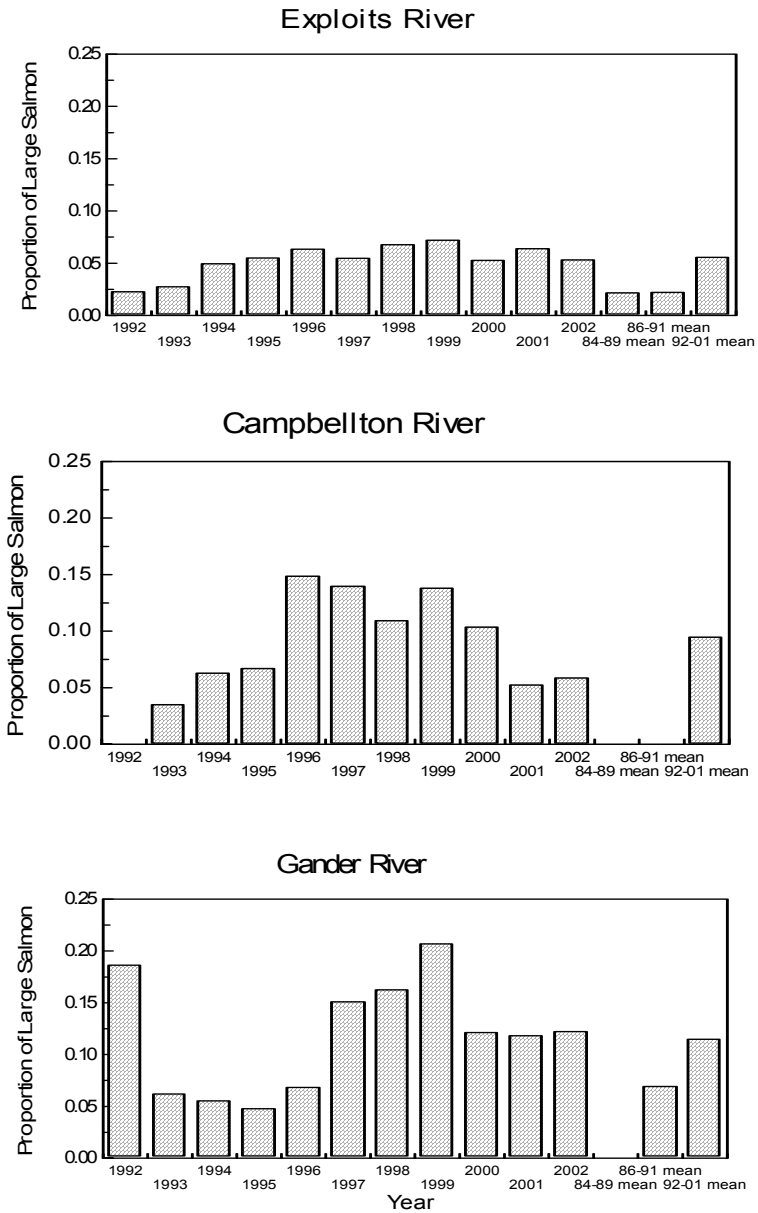 Exploits River
Proportion of Large Salmon
0.25
0.20
0.15
0.10
0.05
0.00
1992 1994 1996 1998 2000 2002 86-91 mean
1993 1995 1997 1999 2001 84-89 mean 92-01 mean
Campbellton River
Proportion of Large Salmon
0.25
0.20
0.15
0.10
0.05
0.00
1992 1994 1996 1998 2000 2002 86-91 mean
1993 1995 1997 1999 2001 84-89 mean 92-01 mean
Gander River
Proportion of Large Salmon
0.25
0.20
0.15
0.10
0.05
0.00
1992 1994 1996 1998 2000 2002 86-91 mean
1993 1995 1997 1999 2001 84-89 mean 92-01 mean
Year